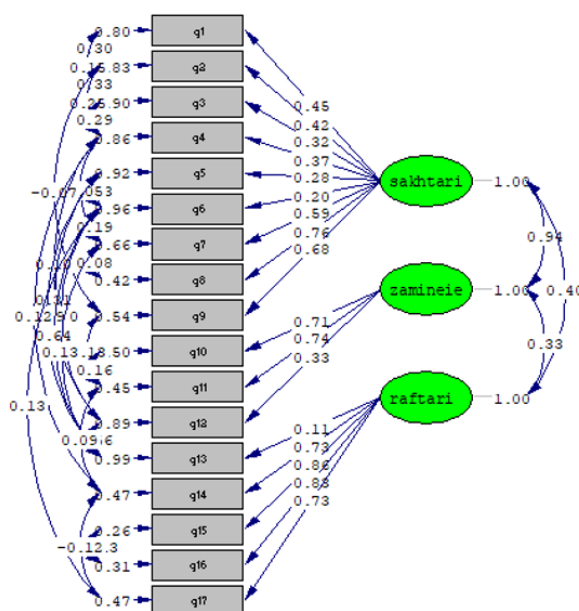 0.80 q1
0.30
0.83 q2
0.33 0.45
0.90 q3 0.42
0.29 0.32
0.86 q4 0.37
0.28
0.92 q5 0.20 sakhtari 1.00
-0.07 0.59
0.96 q6 0.76
0.19 0.68 0.94
0.66 q7
0.08
0.42 q8 0.40
zamineie 1.00
0.54 q9 0.71
0.64 0.74
0.50 q10 0.33 0.33
0.16
0.45 q11
raftari 1.00
0.13
0.89 q12 0.11
0.73
0.99 q13 0.86
0.88
0.47 q14 0.73
0.26 q15
0.31 q16
0.47 q17